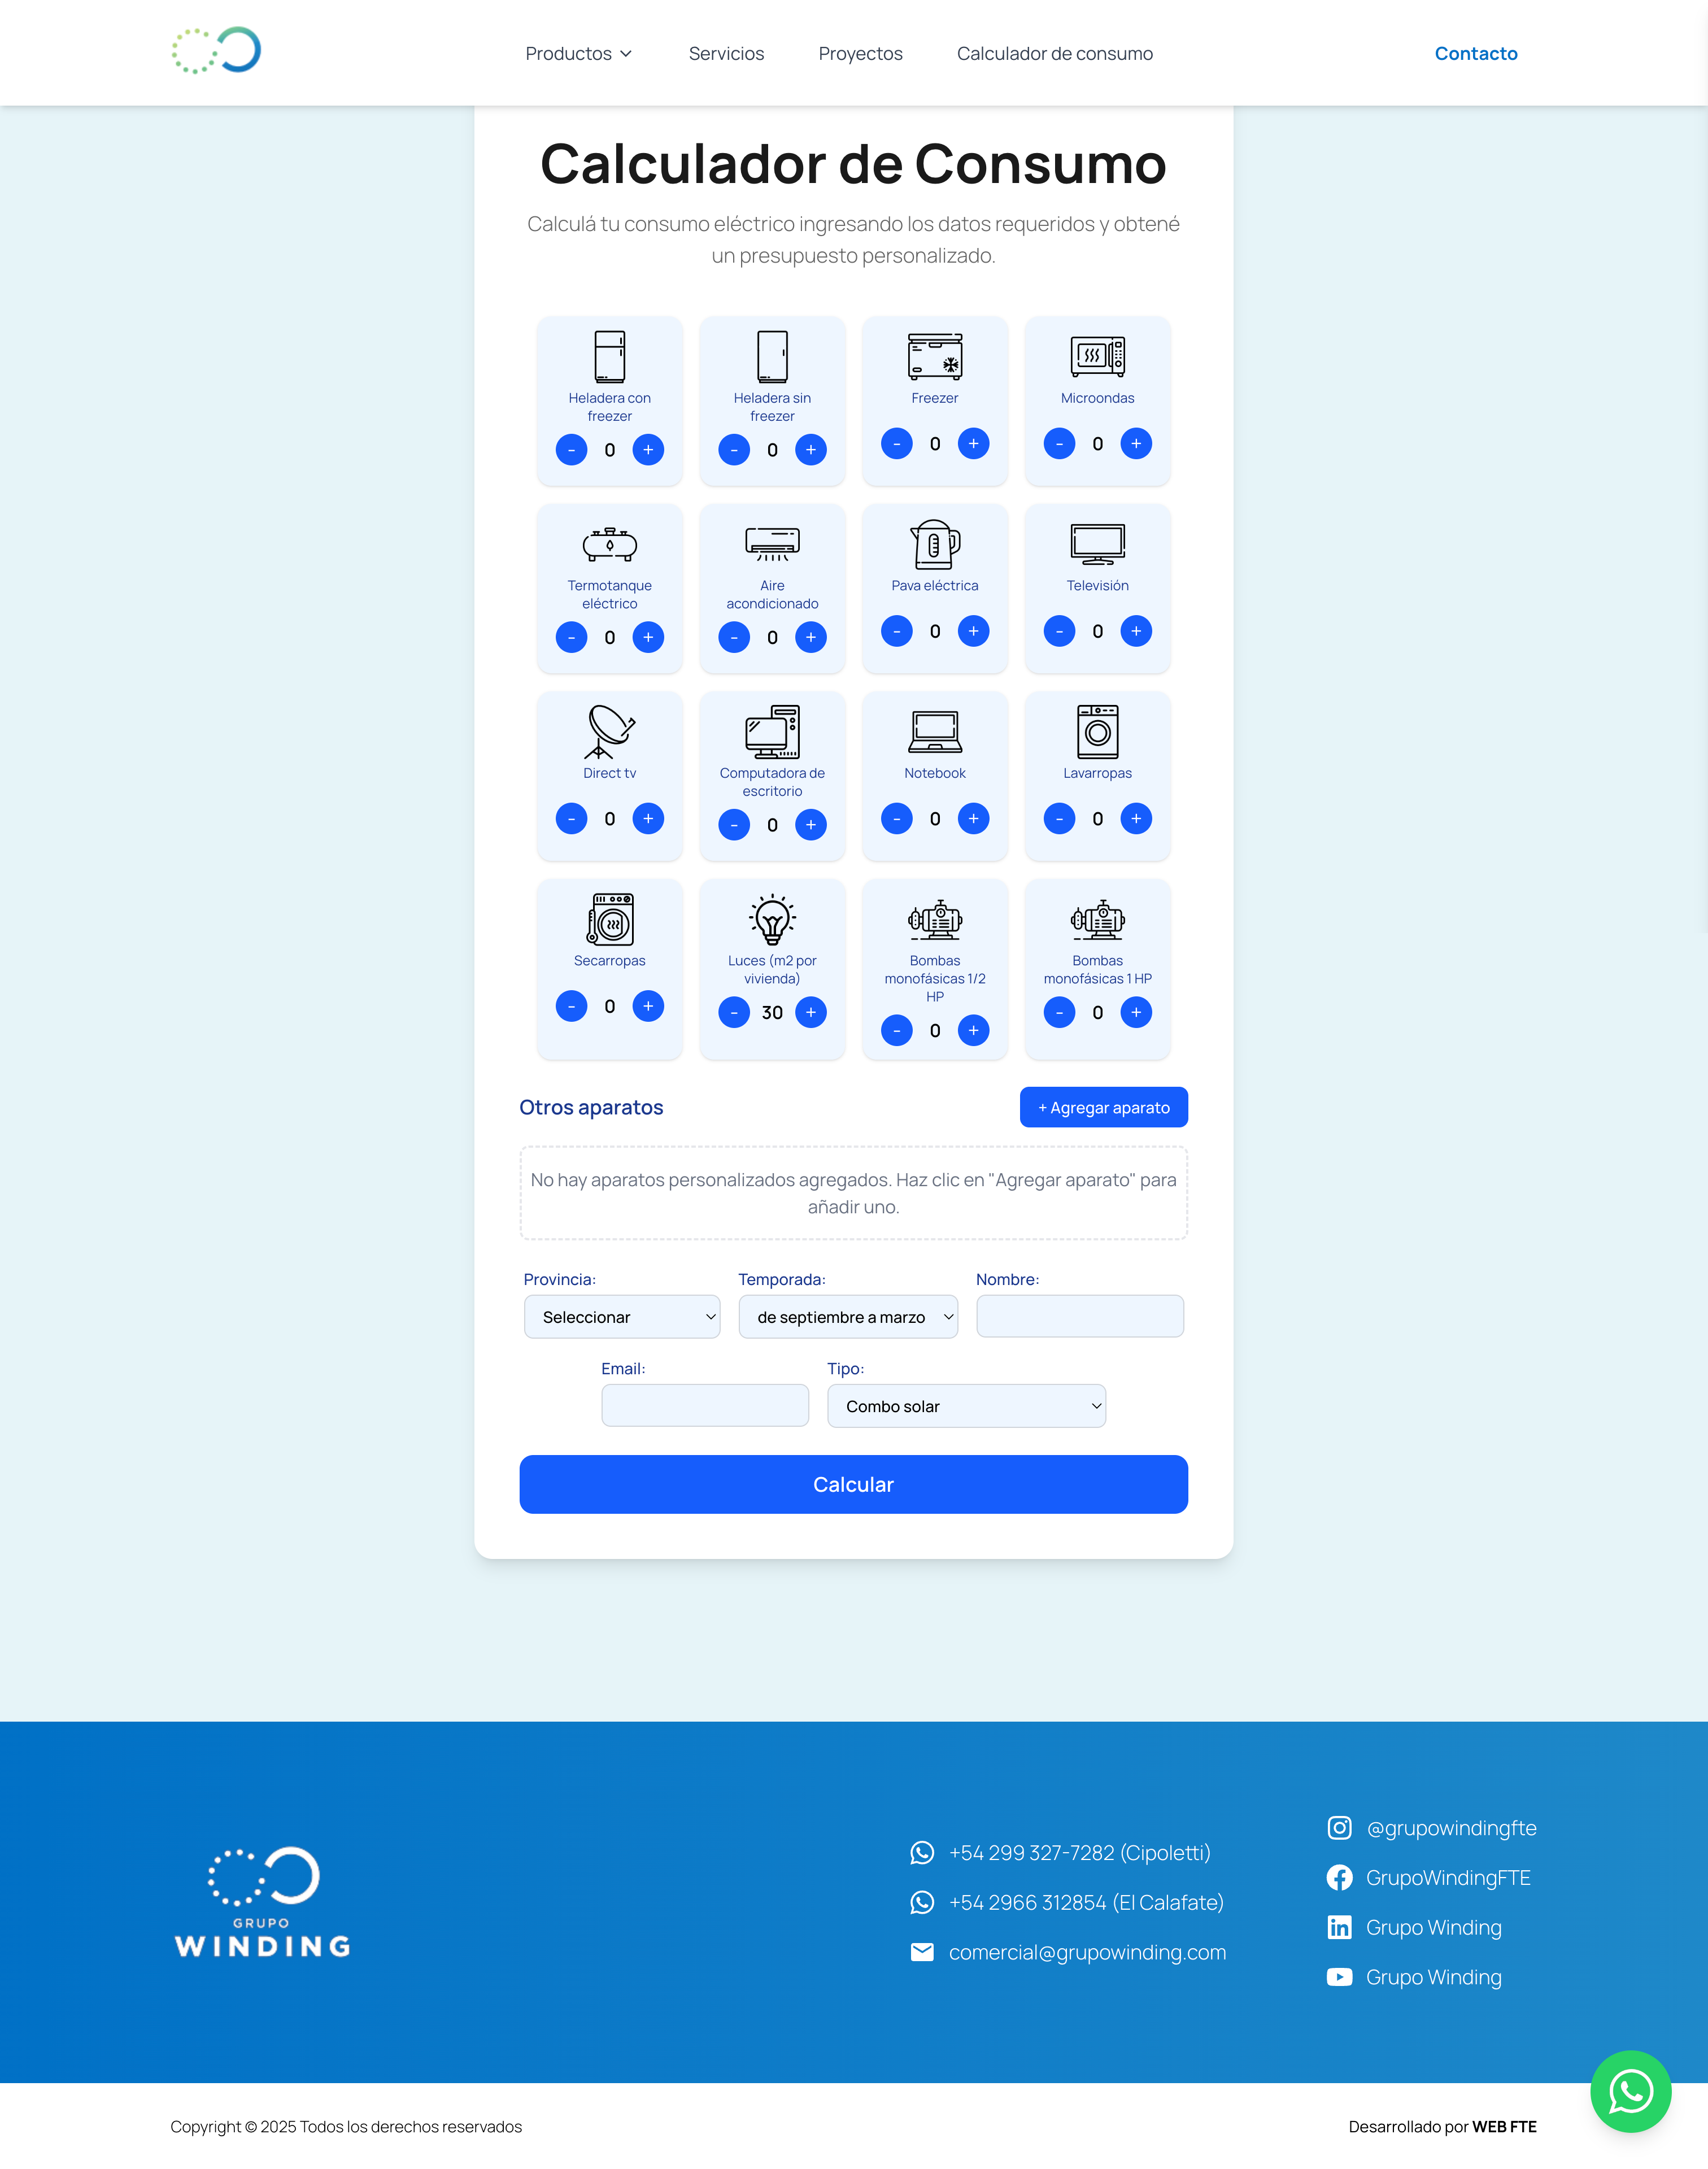 Productos
Servicios
Proyectos
Calculador de consumo
Contacto
Calculador de Consumo
Calculá tu consumo eléctrico ingresando los datos requeridos y obtené
un presupuesto personalizado.
Heladera con
freezer
- 0 +
Heladera sin
freezer
- 0 +
Freezer
- 0 +
Microondas
- 0 +
Termotanque
eléctrico
- 0 +
Aire
acondicionado
- 0 +
Pava eléctrica
- 0 +
Televisión
- 0 +
Direct tv
- 0 +
Computadora de
escritorio
- 0 +
Notebook
- 0 +
Lavarropas
- 0 +
Secarropas
- 0 +
Luces (m2 por
vivienda)
- 30 +
Bombas
monofásicas 1/2
HP
- 0 +
Bombas
monofásicas 1 HP
- 0 +
Otros aparatos
+ Agregar aparato
No hay aparatos personalizados agregados. Haz clic en "Agregar aparato" para
añadir uno.
Provincia:
Seleccionar
Temporada:
de septiembre a marzo
Nombre:
Email:
Tipo:
Combo solar
Calcular
GRUPO
WINDING
+54 299 327-7282 (Cipoletti)
+54 2966 312854 (El Calafate)
comercial@grupowinding.com
@grupowindingfte
GrupoWindingFTE
Grupo Winding
Grupo Winding
Copyright © 2025 Todos los derechos reservados
Desarrollado por WEB FTE